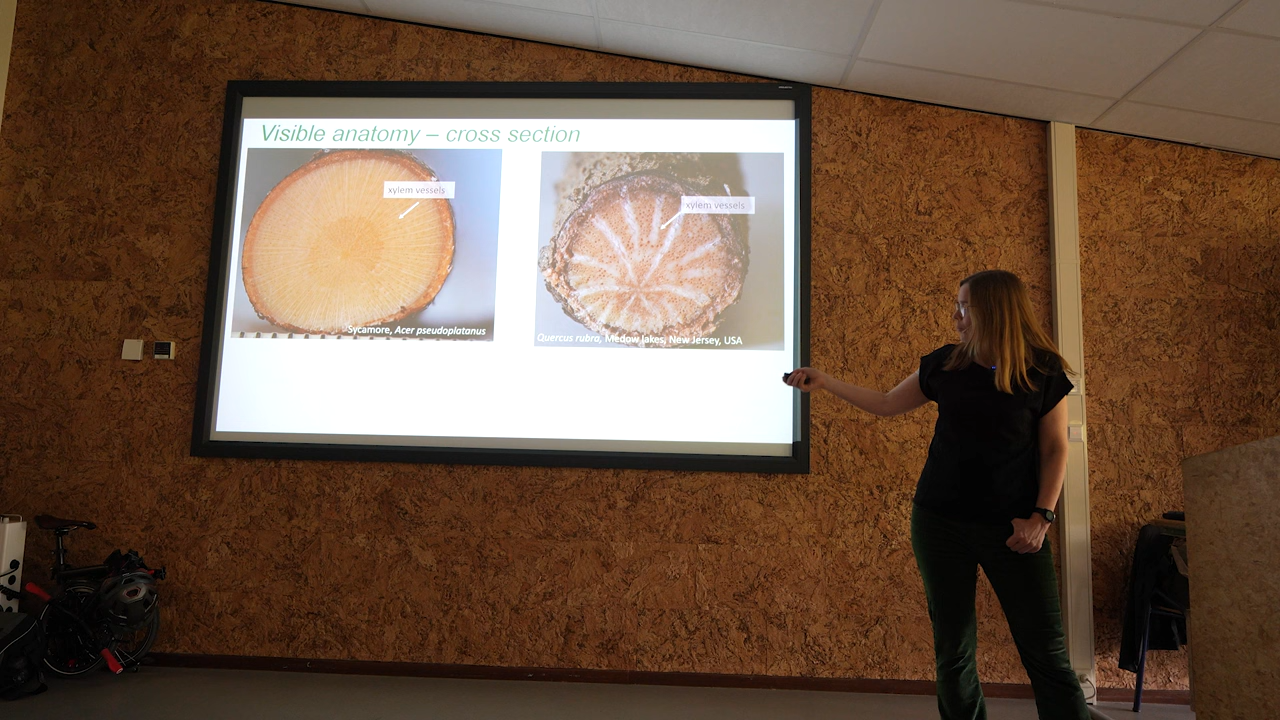 Visible anatomy – cross section
xylem vessels
Sycamore, Acer pseudoplatanus
xylem vessels
Quercus rubra, Medow lakes, New Jersey, USA